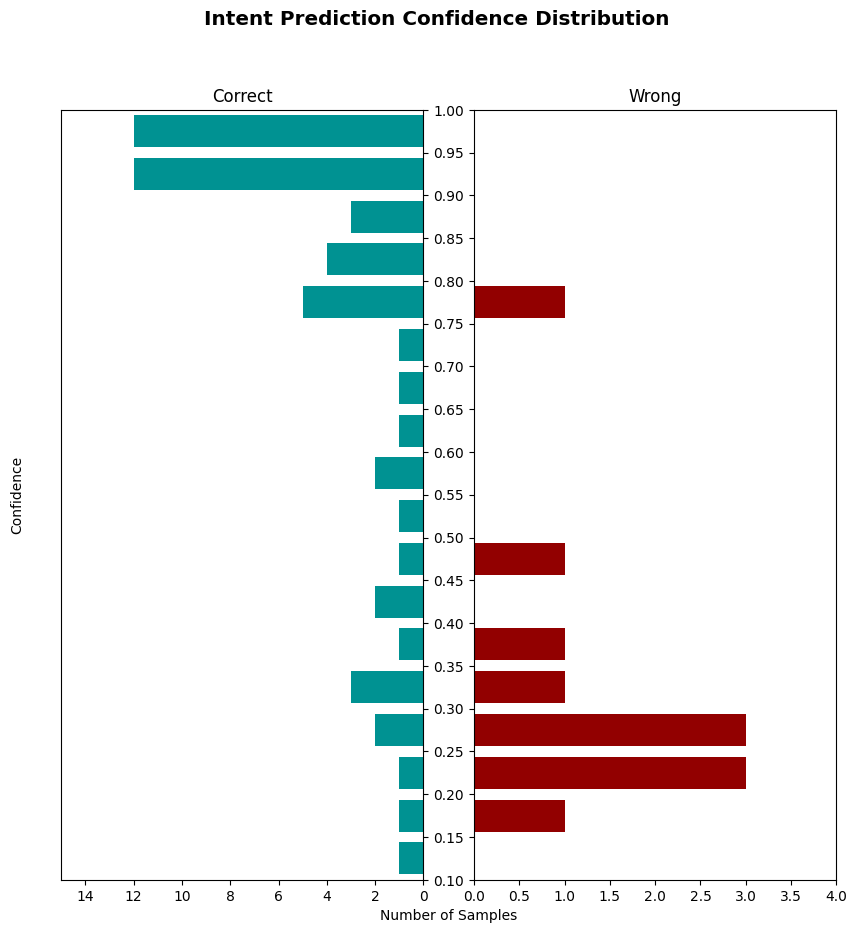 Intent Prediction Confidence Distribution
Correct
Wrong
1.00
0.95
0.90
0.85
0.80
0.75
0.70
0.65
0.60
0.55
0.50
0.45
0.40
0.35
0.30
0.25
0.20
0.15
0.10
Confidence
14 12 10 8 6 4 2 0
0.0 0.5 1.0 1.5 2.0 2.5 3.0 3.5 4.0
Number of Samples